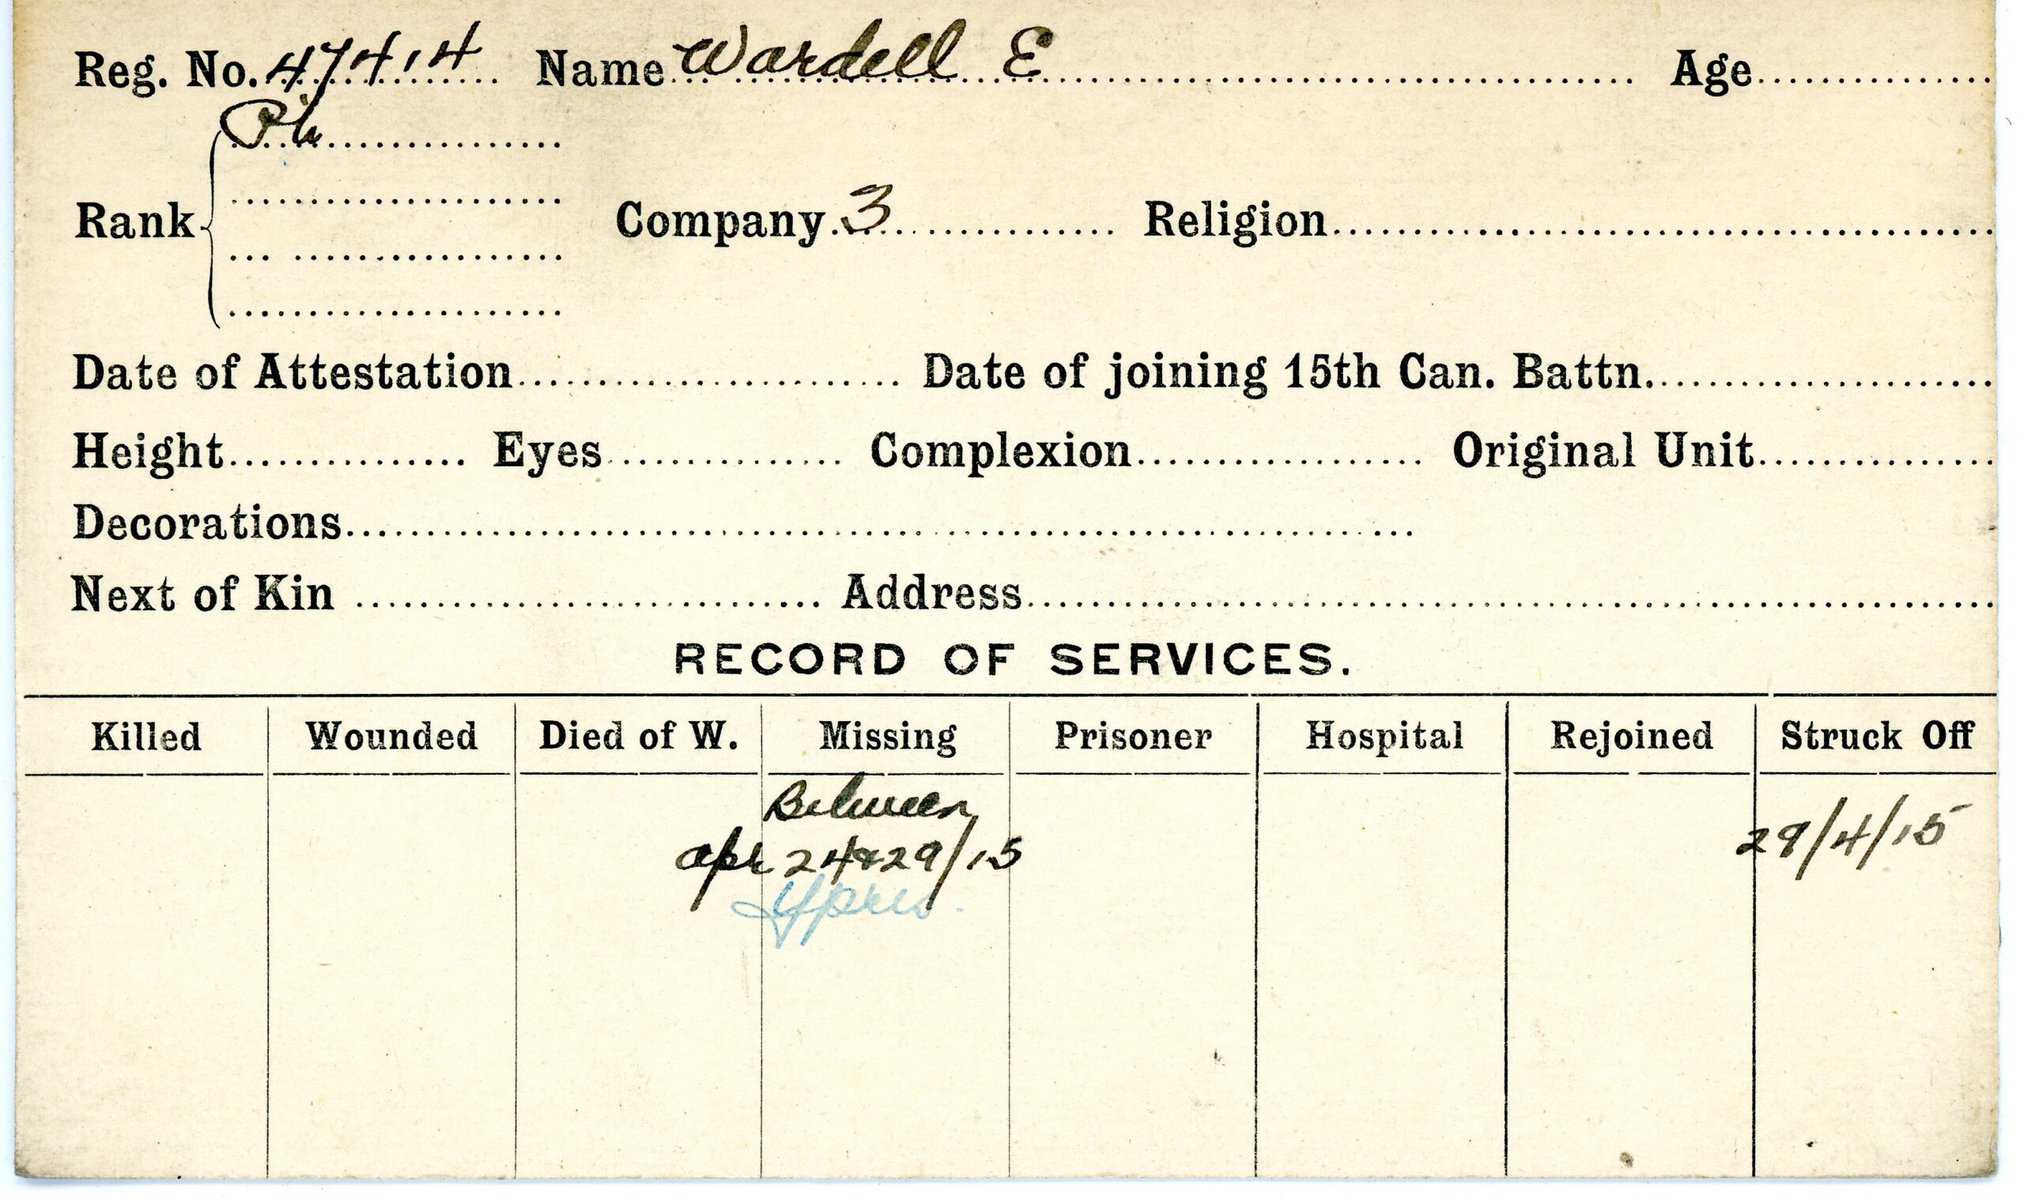 Reg. No. 47414 Name Wardell E Age
Pte
Rank Company 3 Religion
Date of Attestation Date of joining 15th Can. Battn.
Height Eyes Complexion Original Unit
Decorations
Next of Kin Address
RECORD OF SERVICES.
Killed Wounded Died of W. Missing Prisoner Hospital Rejoined Struck Off
Between
apr 24 & 29/15 29/4/15
Ypres.